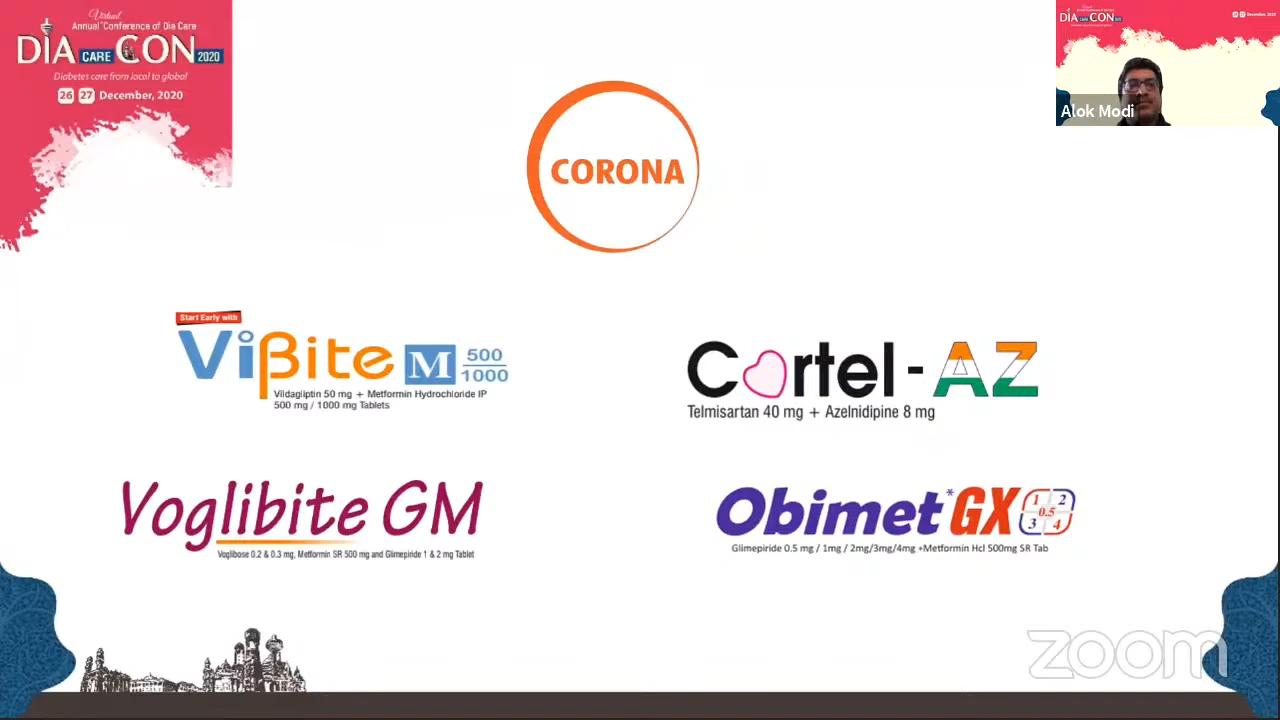 Virtual
Annual Conference of Dia Care
DIA CARE CON 2020
Diabetes care from local to global
26 27 December, 2020
DIA CARE CON
Alok Modi
CORONA
Start Early with
ViBite M 500
1000
Vildagliptin 50 mg + Metformin Hydrochloride IP
500 mg / 1000 mg Tablets
Cartel-AZ
Telmisartan 40 mg + Azelnidipine 8 mg
Voglibite GM
Voglibose 0.2 & 0.3 mg, Metformin SR 500 mg and Glimepiride 1 & 2 mg Tablet
Obimet* GX 1 2 0.5 3 4
Glimepiride 0.5 mg / 1mg / 2mg/3mg/4mg +Metformin Hcl 500mg SR Tab
zoom